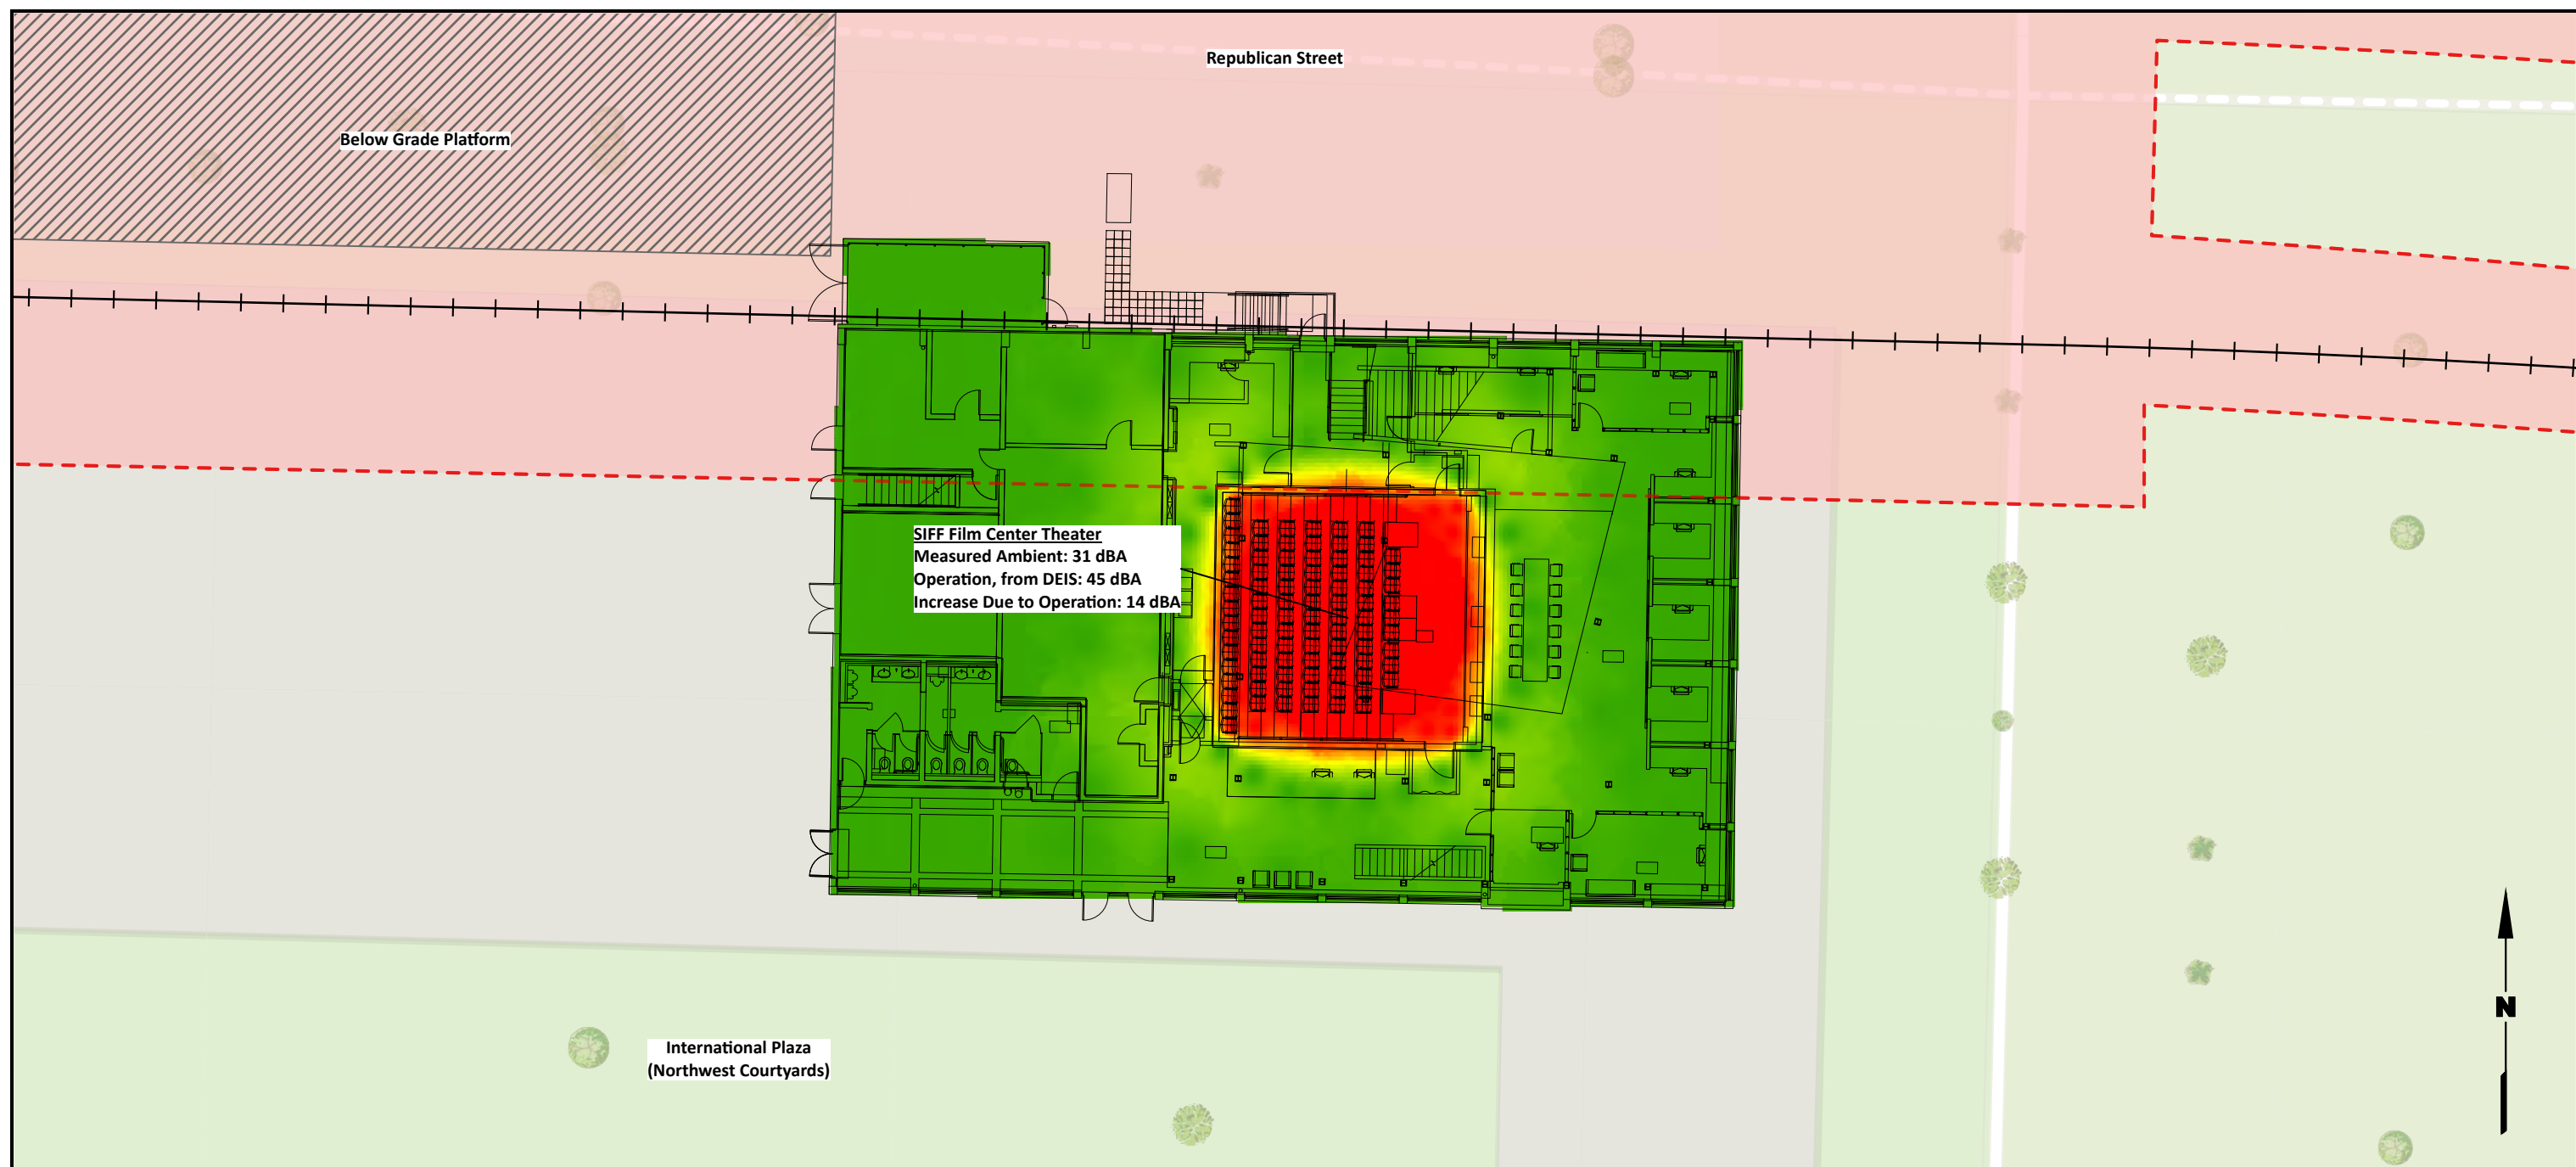 Republican Street
Below Grade Platform
SIFF Film Center Theater
Measured Ambient: 31 dBA
Operation, from DEIS: 45 dBA
Increase Due to Operation: 14 dBA
International Plaza
(Northwest Courtyards)
N